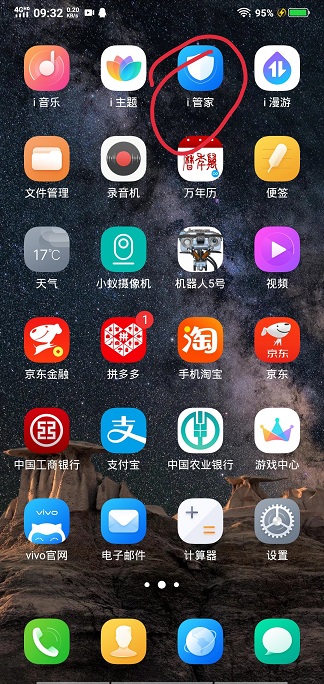 4GHD 09:32 0.20 KB/s 95%
i 音乐 i 主题 i 管家 i 漫游
文件管理 录音机 万年历 便签
17°C
天气 小蚁摄像机 机器人5号 视频
拼 1 淘 JD 京东
京东金融 拼多多 手机淘宝 京东
支
中国工商银行 支付宝 中国农业银行 游戏中心
vivo
vivo官网 电子邮件 计算器 设置